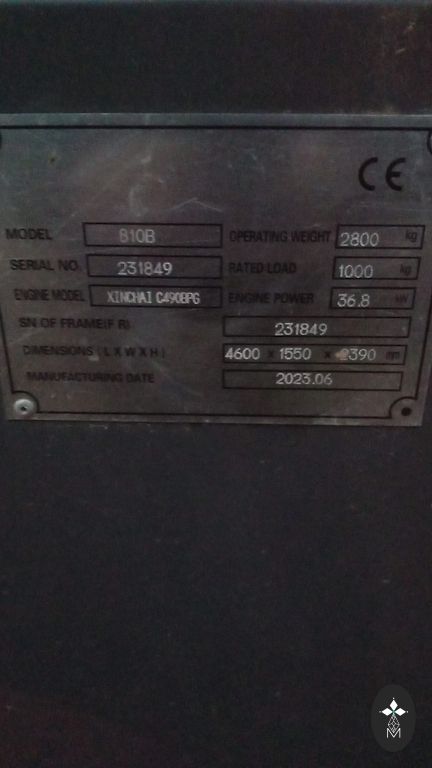 CE
MODEL 810B OPERATING WEIGHT 2800 kg
SERIAL NO. 231849 RATED LOAD 1000 kg
ENGINE MODEL XINCHAI C490BPG ENGINE POWER 36.8 kW
SN OF FRAME(F R) 231849
DIMENSIONS ( L X W X H ) 4600 × 1550 × 2390 mm
MANUFACTURING DATE 2023.06
M